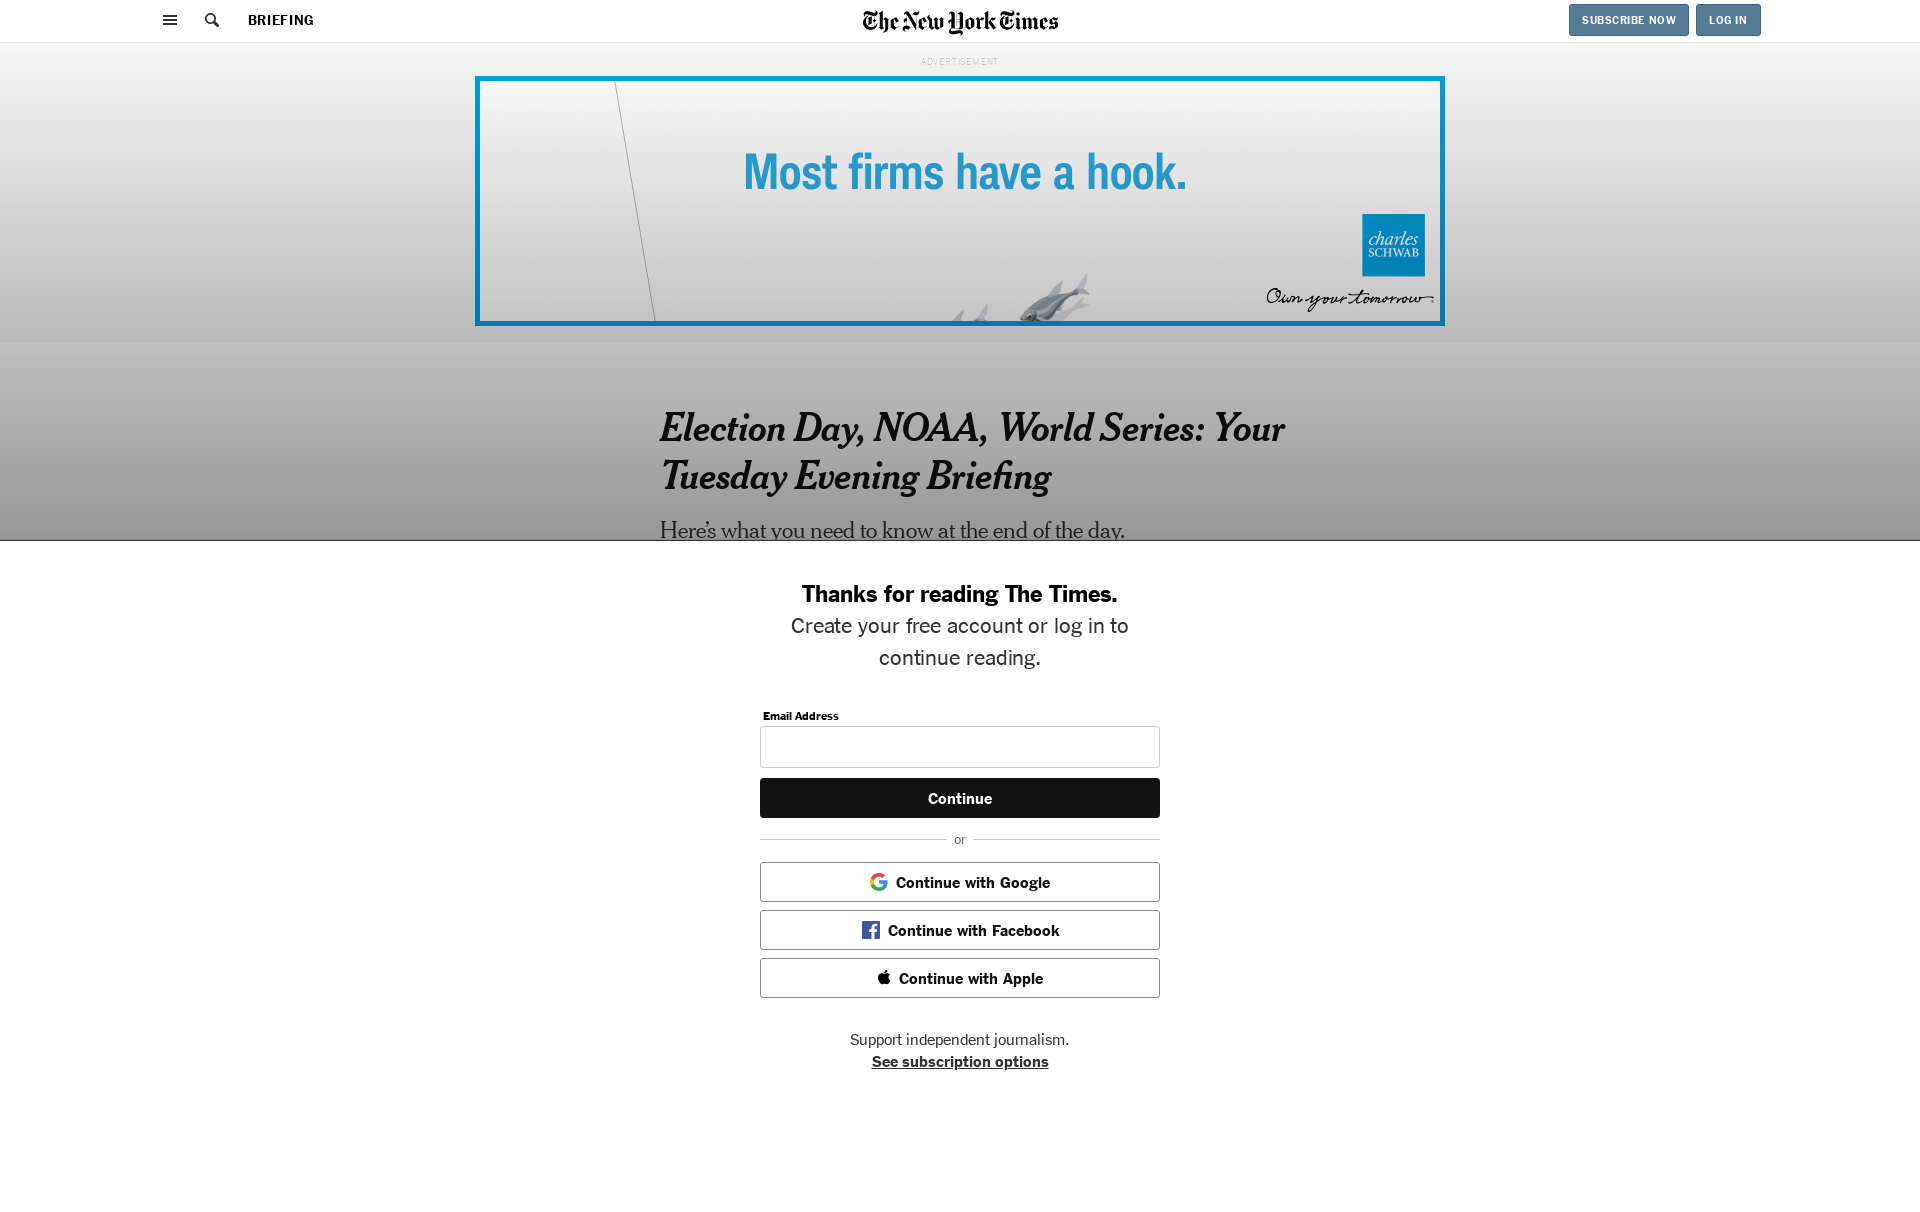 BRIEFING
The New York Times
SUBSCRIBE NOW
LOG IN
ADVERTISEMENT
Most firms have a hook.
charles
SCHWAB
Own your tomorrow
Election Day, NOAA, World Series: Your
Tuesday Evening Briefing
Here’s what you need to know at the end of the day.
Thanks for reading The Times.
Create your free account or log in to
continue reading.
Email Address
Continue
or
Continue with Google
Continue with Facebook
Continue with Apple
Support independent journalism.
See subscription options